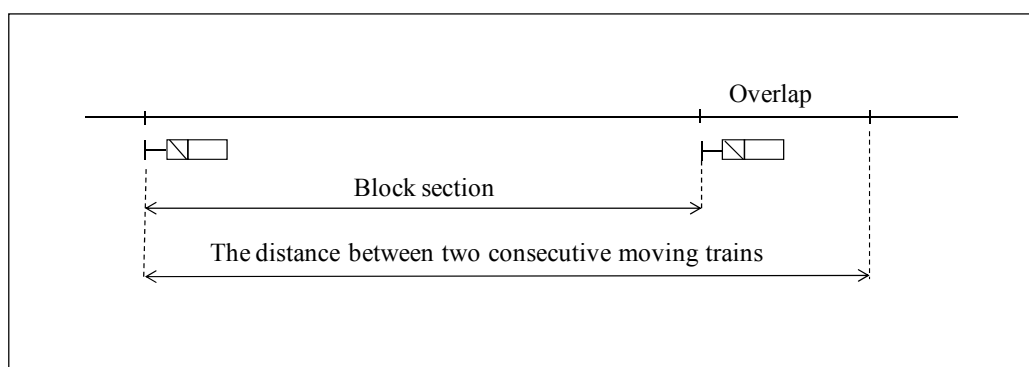 Overlap
Block section
The distance between two consecutive moving trains